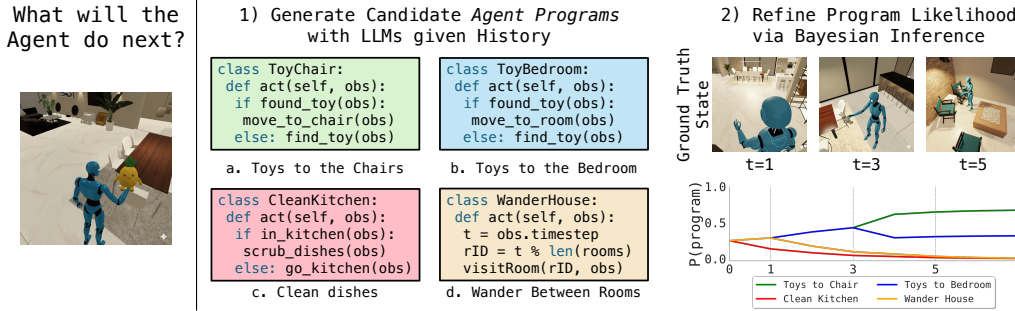 What will the
Agent do next?
1) Generate Candidate Agent Programs
with LLMs given History
class ToyChair:
def act(self, obs):
if found_toy(obs):
move_to_chair(obs)
else: find_toy(obs)
a. Toys to the Chairs
class ToyBedroom:
def act(self, obs):
if found_toy(obs):
move_to_room(obs)
else: find_toy(obs)
b. Toys to the Bedroom
class CleanKitchen:
def act(self, obs):
if in_kitchen(obs):
scrub_dishes(obs)
else: go_kitchen(obs)
c. Clean dishes
class WanderHouse:
def act(self, obs):
t = obs.timestep
rID = t % len(rooms)
visitRoom(rID, obs)
d. Wander Between Rooms
2) Refine Program Likelihood
via Bayesian Inference
Ground Truth
State
t=1
t=3
t=5
P(program)
1.0
0.5
0.0
0
1
3
5
Toys to Chair
Toys to Bedroom
Clean Kitchen
Wander House